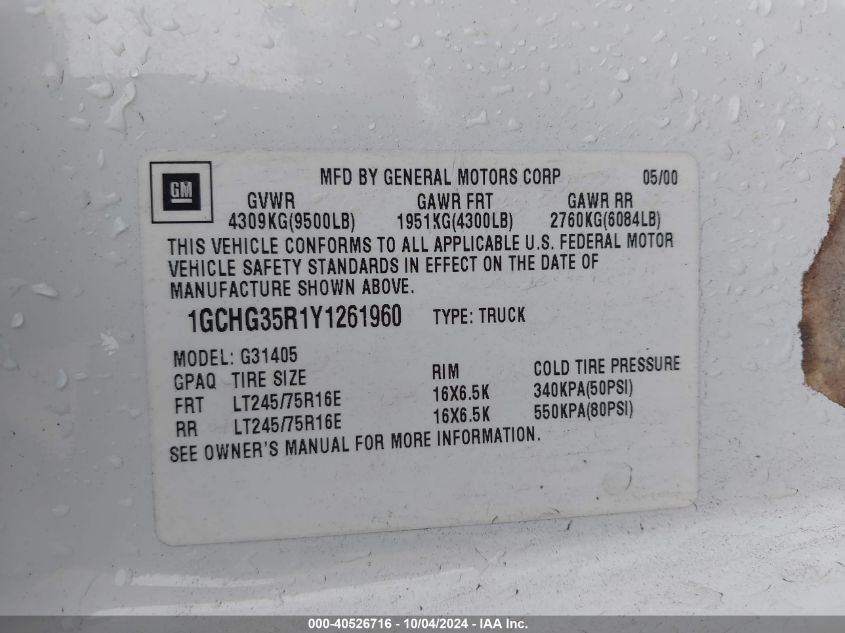 GM
MFD BY GENERAL MOTORS CORP 05/00
GVWR GAWR FRT GAWR RR
4309KG(9500LB) 1951KG(4300LB) 2760KG(6084LB)
THIS VEHICLE CONFORMS TO ALL APPLICABLE U.S. FEDERAL MOTOR
VEHICLE SAFETY STANDARDS IN EFFECT ON THE DATE OF
MANUFACTURE SHOWN ABOVE.
1GCHG35R1Y1261960 TYPE: TRUCK
MODEL: G31405
GPAQ TIRE SIZE RIM COLD TIRE PRESSURE
FRT LT245/75R16E 16X6.5K 340KPA(50PSI)
RR LT245/75R16E 16X6.5K 550KPA(80PSI)
SEE OWNER'S MANUAL FOR MORE INFORMATION.
000-40526716 - 10/04/2024 - IAA Inc.